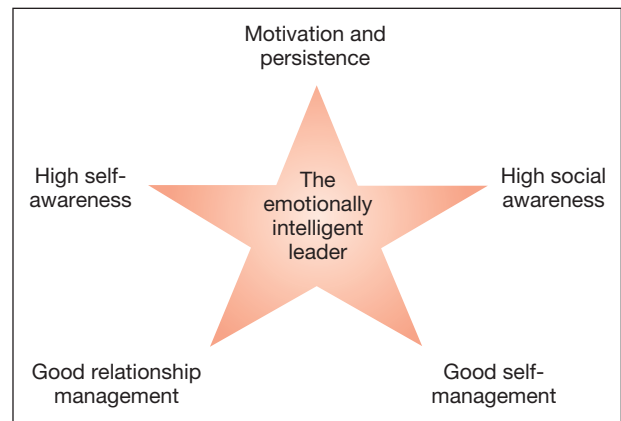 Motivation and
persistence
High self-
awareness
The
emotionally
intelligent
leader
High social
awareness
Good relationship
management
Good self-
management